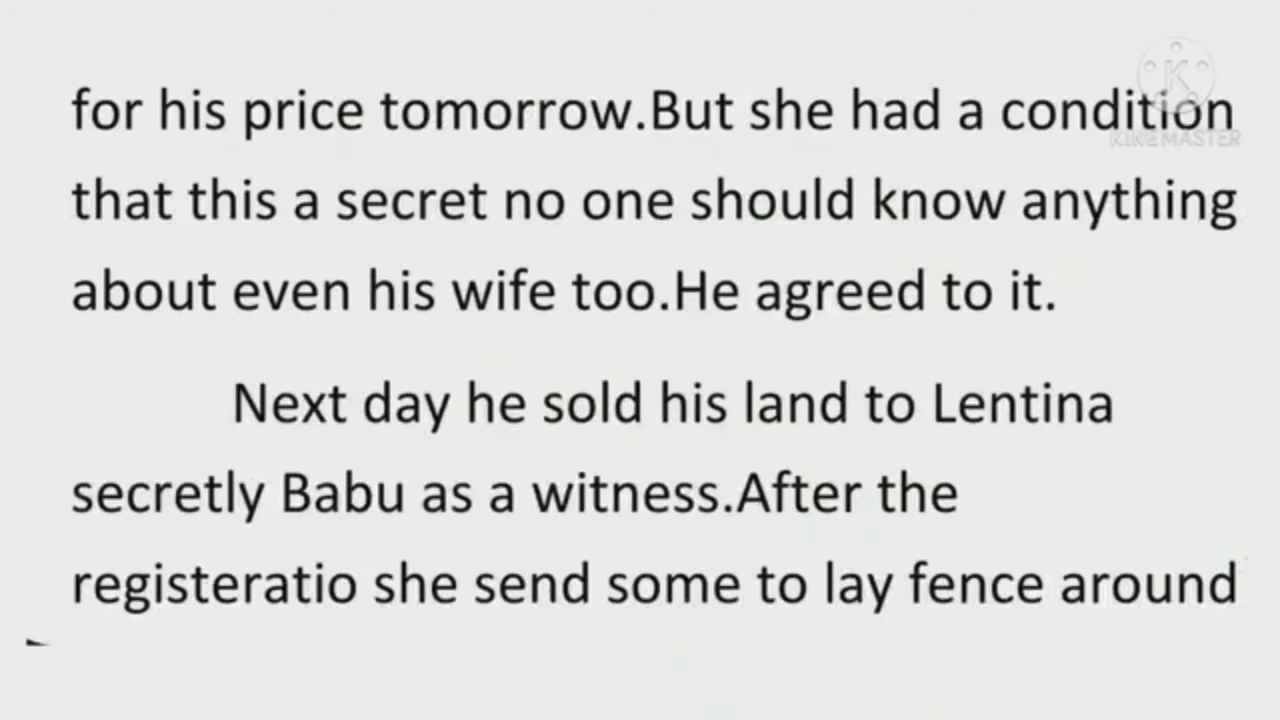 for his price tomorrow.But she had a condition
that this a secret no one should know anything
about even his wife too.He agreed to it.
Next day he sold his land to Lentina
secretly Babu as a witness.After the
registeratio she send some to lay fence around
K
KINEMASTER